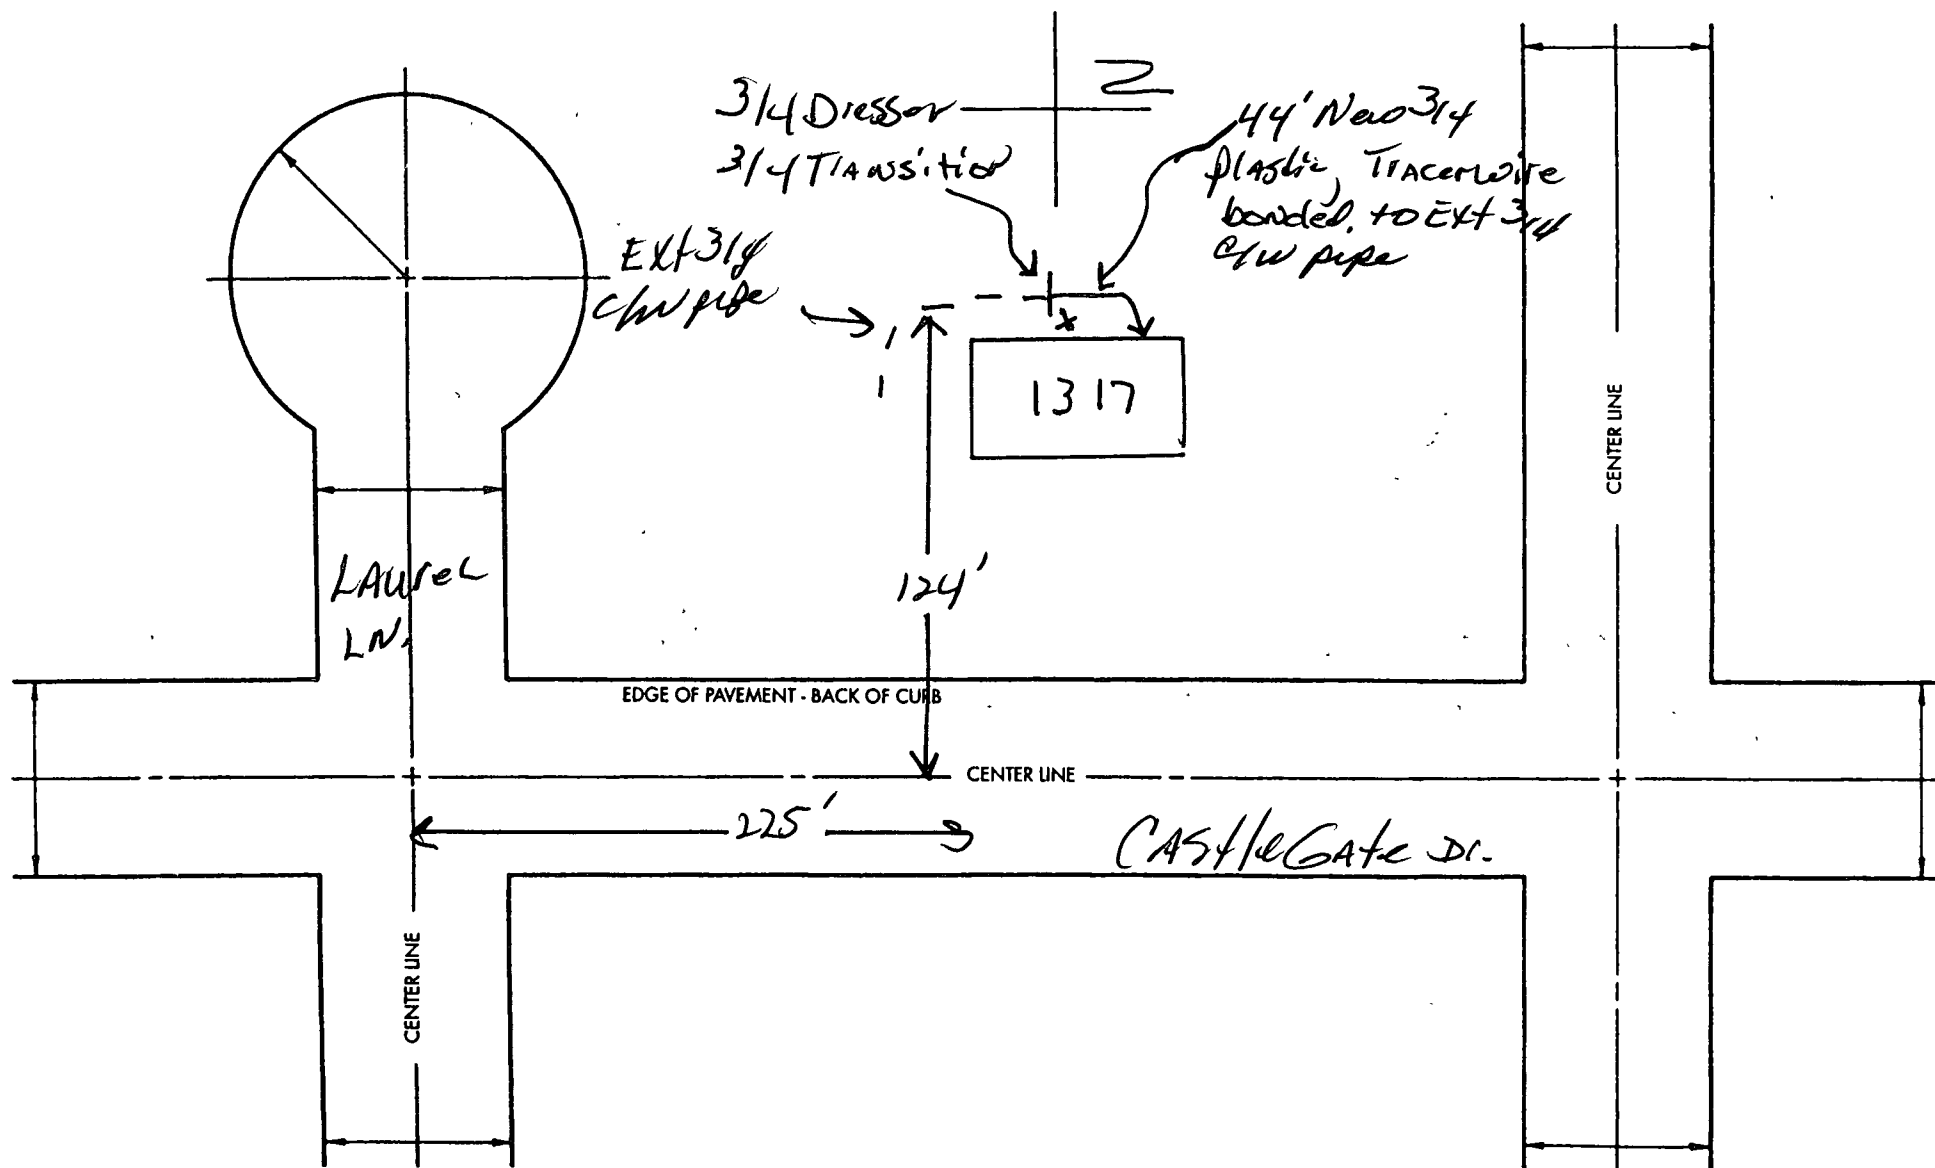 3/4 Dresser
3/4 Transition
N
44' New 3/4
plastic, Tracerwire
bonded, to Ext 3/4
c/w pipe
Ext 3/4
c/w pipe
x
1317
124'
LAUREL
LN.
EDGE OF PAVEMENT - BACK OF CURB
CENTER LINE
225'
CASTleGATe Dr.
CENTER LINE
CENTER LINE